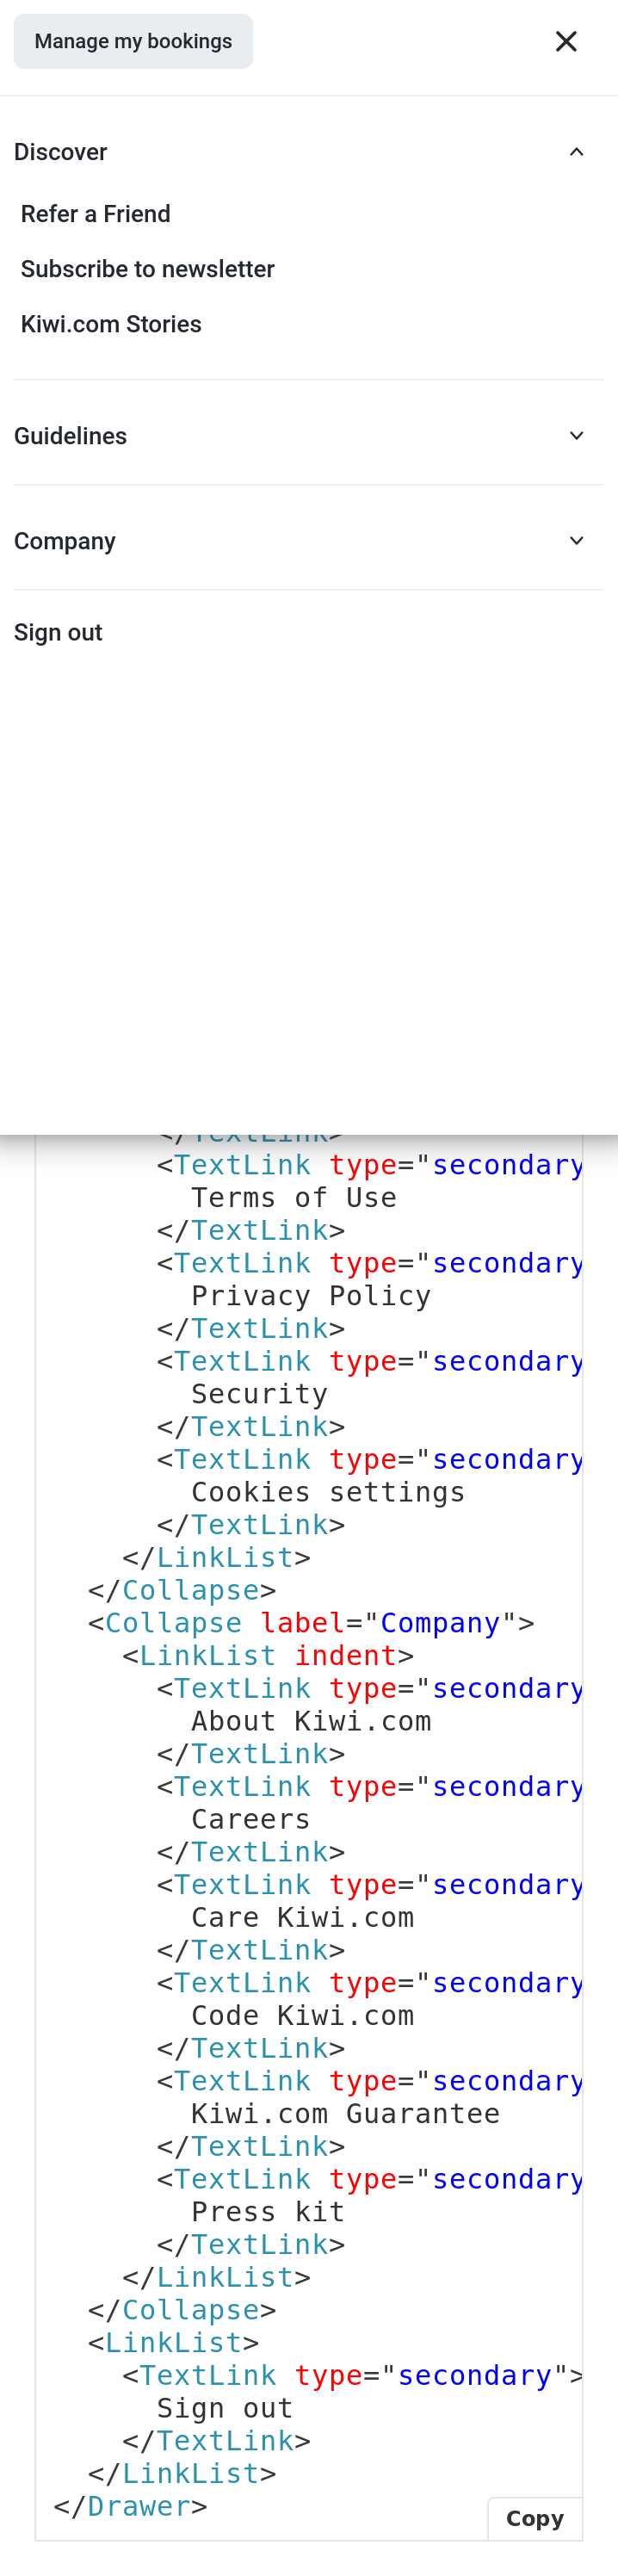 Manage my bookings
Discover
Refer a Friend
Subscribe to newsletter
Kiwi.com Stories
Guidelines
Company
Sign out
</TextLink>
<TextLink type="secondary
Terms of Use
</TextLink>
<TextLink type="secondary
Privacy Policy
</TextLink>
<TextLink type="secondary
Security
</TextLink>
<TextLink type="secondary
Cookies settings
</TextLink>
</LinkList>
</Collapse>
<Collapse label="Company">
<LinkList indent>
<TextLink type="secondary
About Kiwi.com
</TextLink>
<TextLink type="secondary
Careers
</TextLink>
<TextLink type="secondary
Care Kiwi.com
</TextLink>
<TextLink type="secondary
Code Kiwi.com
</TextLink>
<TextLink type="secondary
Kiwi.com Guarantee
</TextLink>
<TextLink type="secondary
Press kit
</TextLink>
</LinkList>
</Collapse>
<LinkList>
<TextLink type="secondary">
Sign out
</TextLink>
</LinkList>
</Drawer>
Copy